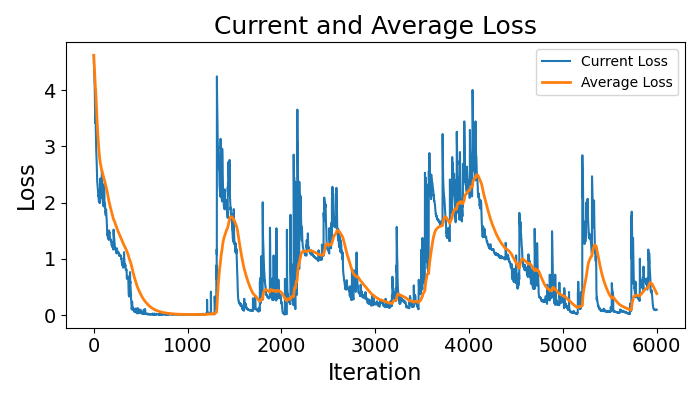 Current and Average Loss
Current Loss
Average Loss
Loss
4
3
2
1
0
0 1000 2000 3000 4000 5000 6000
Iteration